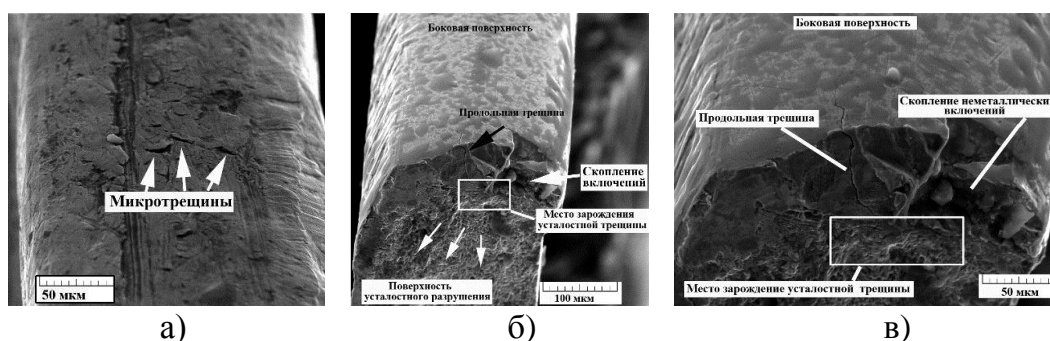 Микротрещины
50 мкм
а)
Боковая поверхность
Продольная трещина
Скопление
включений
Место зарождения
усталостной трещины
Поверхность
усталостного разрушения
100 мкм
б)
Боковая поверхность
Скопление неметаллических
включений
Продольная трещина
Место зарождение усталостной трещины
50 мкм
в)